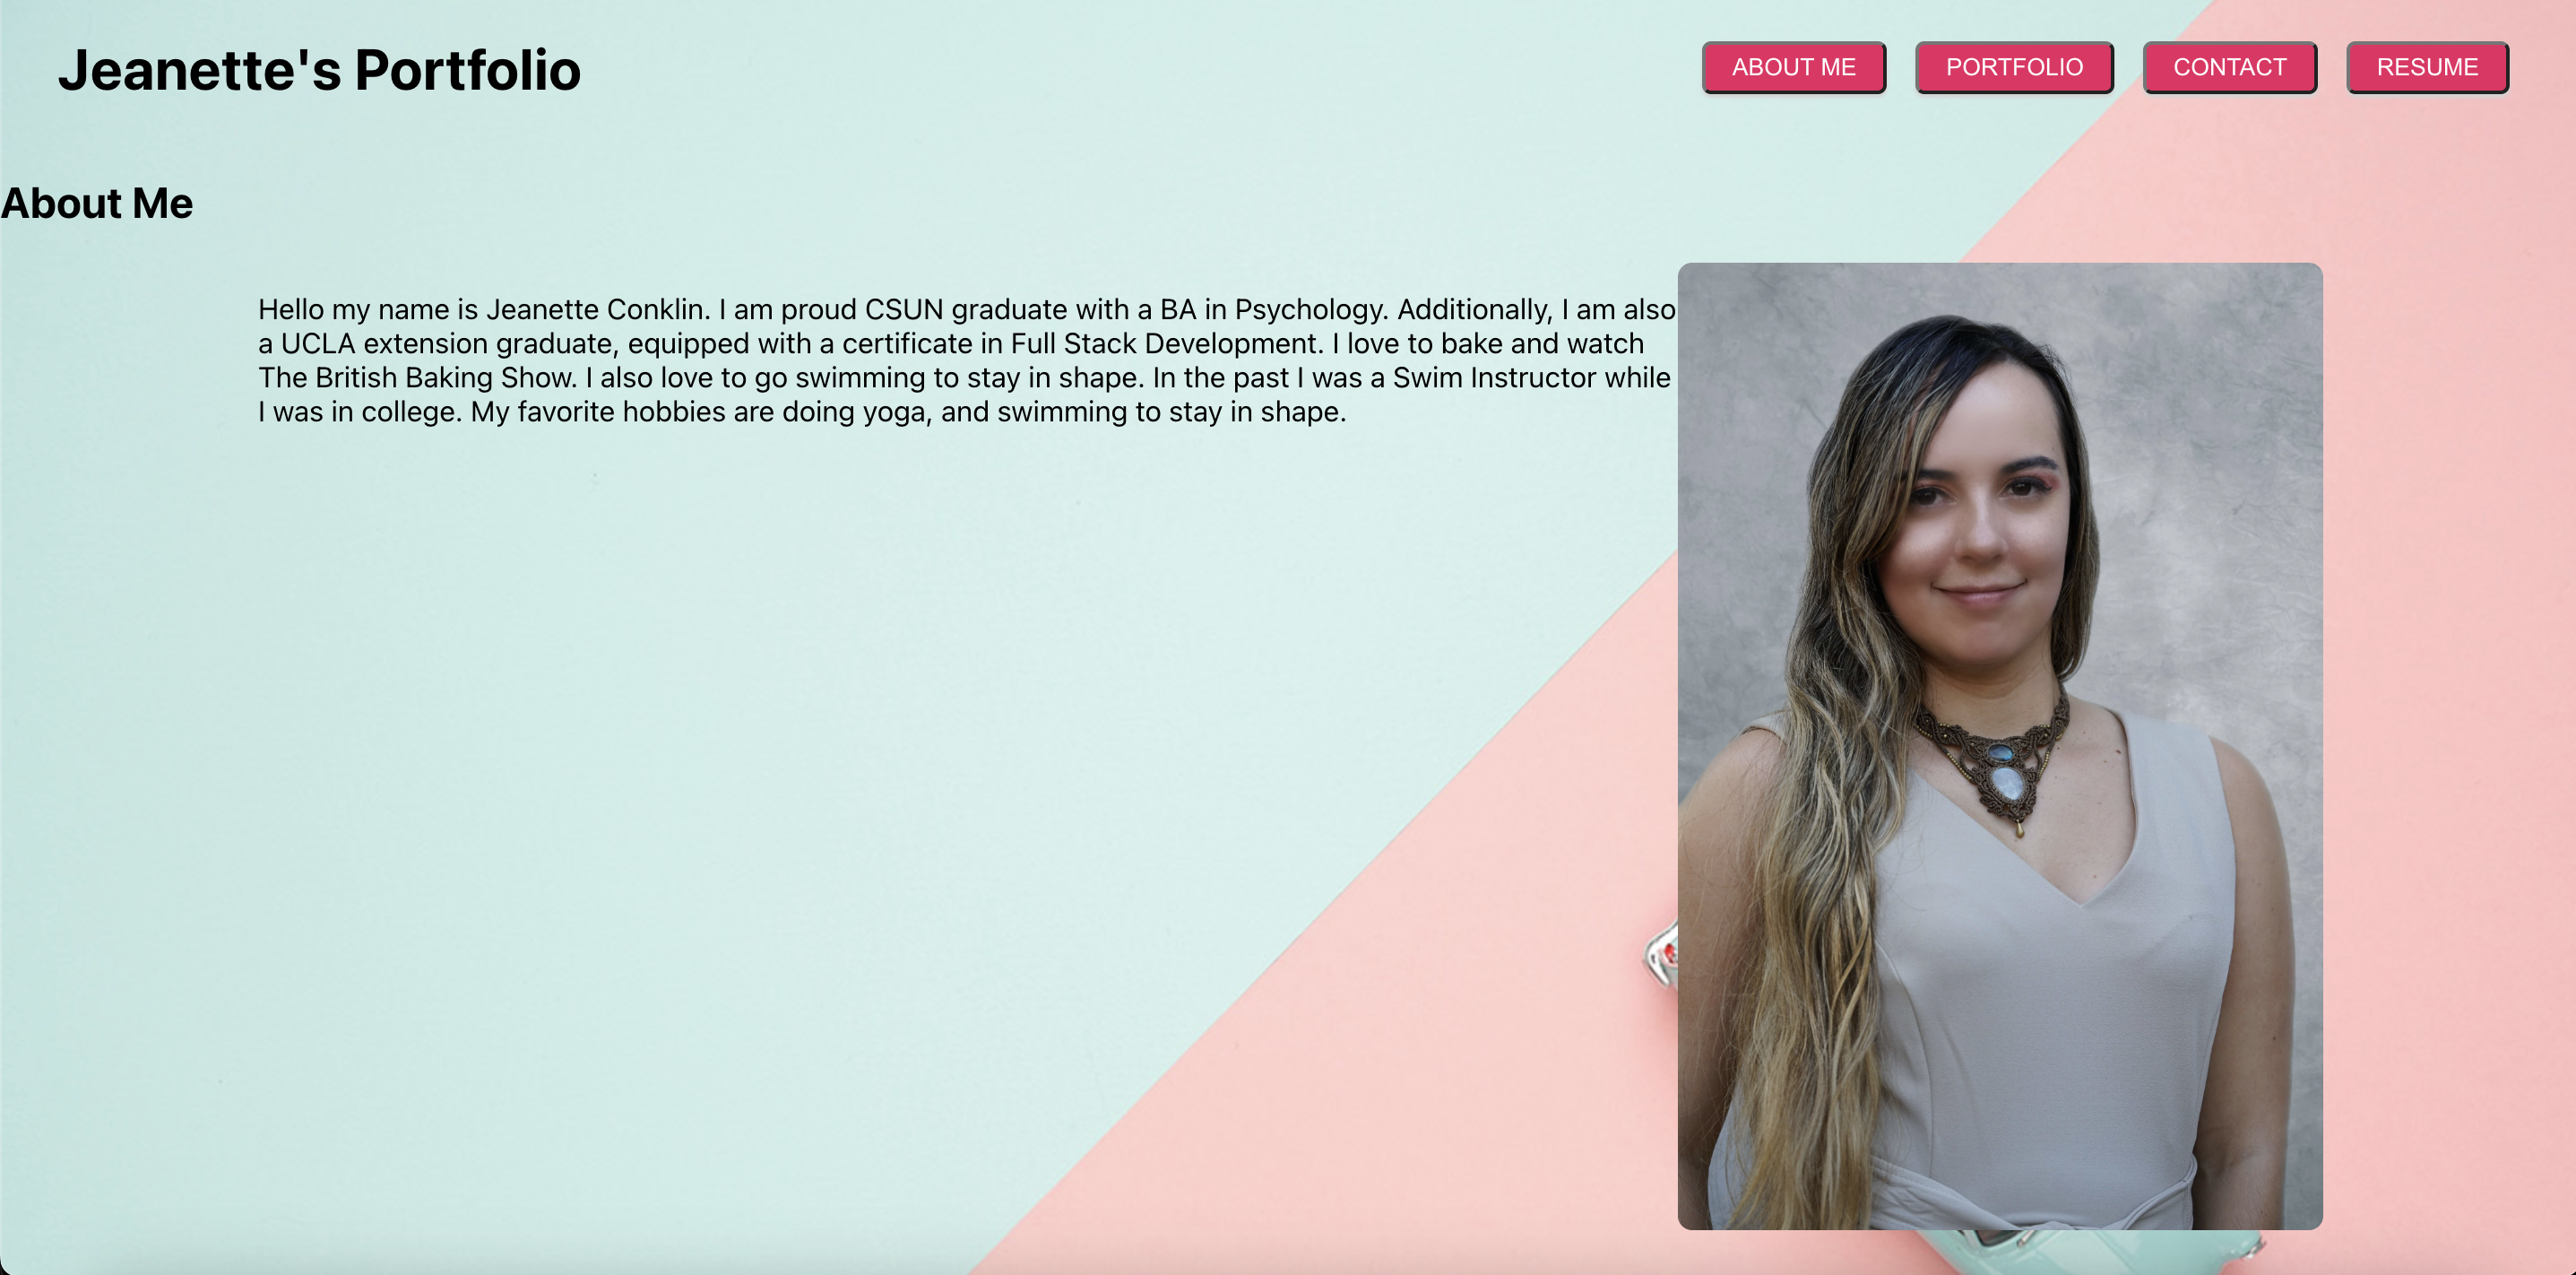 Jeanette's Portfolio
ABOUT ME
PORTFOLIO
CONTACT
RESUME
About Me
Hello my name is Jeanette Conklin. I am proud CSUN graduate with a BA in Psychology. Additionally, I am also
a UCLA extension graduate, equipped with a certificate in Full Stack Development. I love to bake and watch
The British Baking Show. I also love to go swimming to stay in shape. In the past I was a Swim Instructor while
I was in college. My favorite hobbies are doing yoga, and swimming to stay in shape.